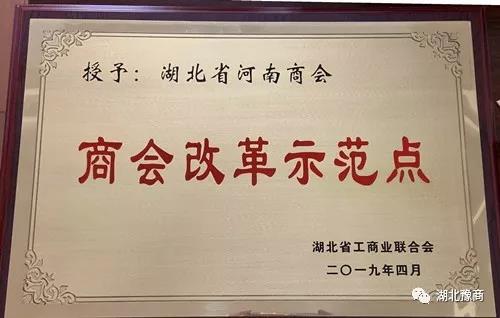 授予：湖北省河南商会
商会改革示范点
湖北省工商业联合会
二〇一九年四月
湖北豫商